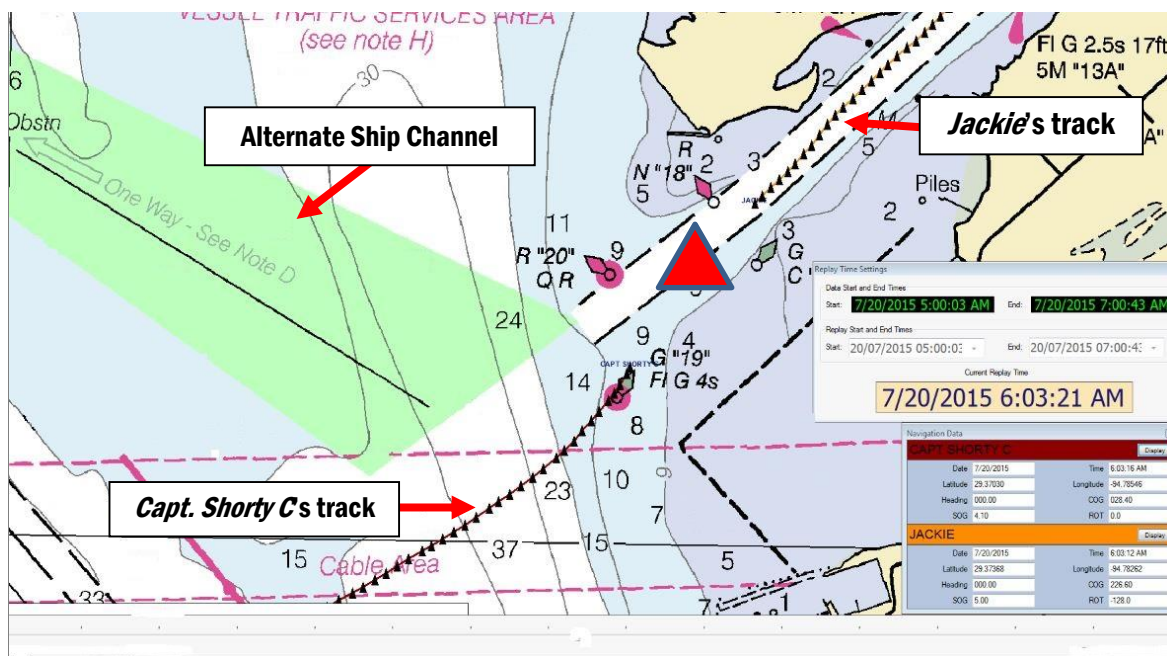 VESSEL TRAFFIC SERVICES AREA
(see note H)
30
6
Obstn
Alternate Ship Channel
One Way - See Note D
Fl G 2.5s 17ft
5M "13A"
2
Jackie's track
M
A"
5
R
2
3
N "18"
5
JACKIE
Piles
2
11
3
G
C "
R "20"
Q R
9
24
9
4
G "19"
Fl G 4s
CAPT SHORTY C
14
8
23
10
9
7
Capt. Shorty C's track
15
37
15
5
Cable Area
33
7
1
Replay Time Settings
Data Start and End Times
Start: 7/20/2015 5:00:03 AM End: 7/20/2015 7:00:43 AM
Replay Start and End Times
Start: 20/07/2015 05:00:03 End: 20/07/2015 07:00:43
Current Replay Time
7/20/2015 6:03:21 AM
Navigation Data
CAPT SHORTY C Display
Date 7/20/2015 Time 6:03:16 AM
Latitude 29.37030 Longitude -94.78546
Heading 000.00 COG 028.40
SOG 4.10 ROT 0.0
JACKIE Display
Date 7/20/2015 Time 6:03:12 AM
Latitude 29.37368 Longitude -94.78262
Heading 000.00 COG 226.60
SOG 5.00 ROT -128.0